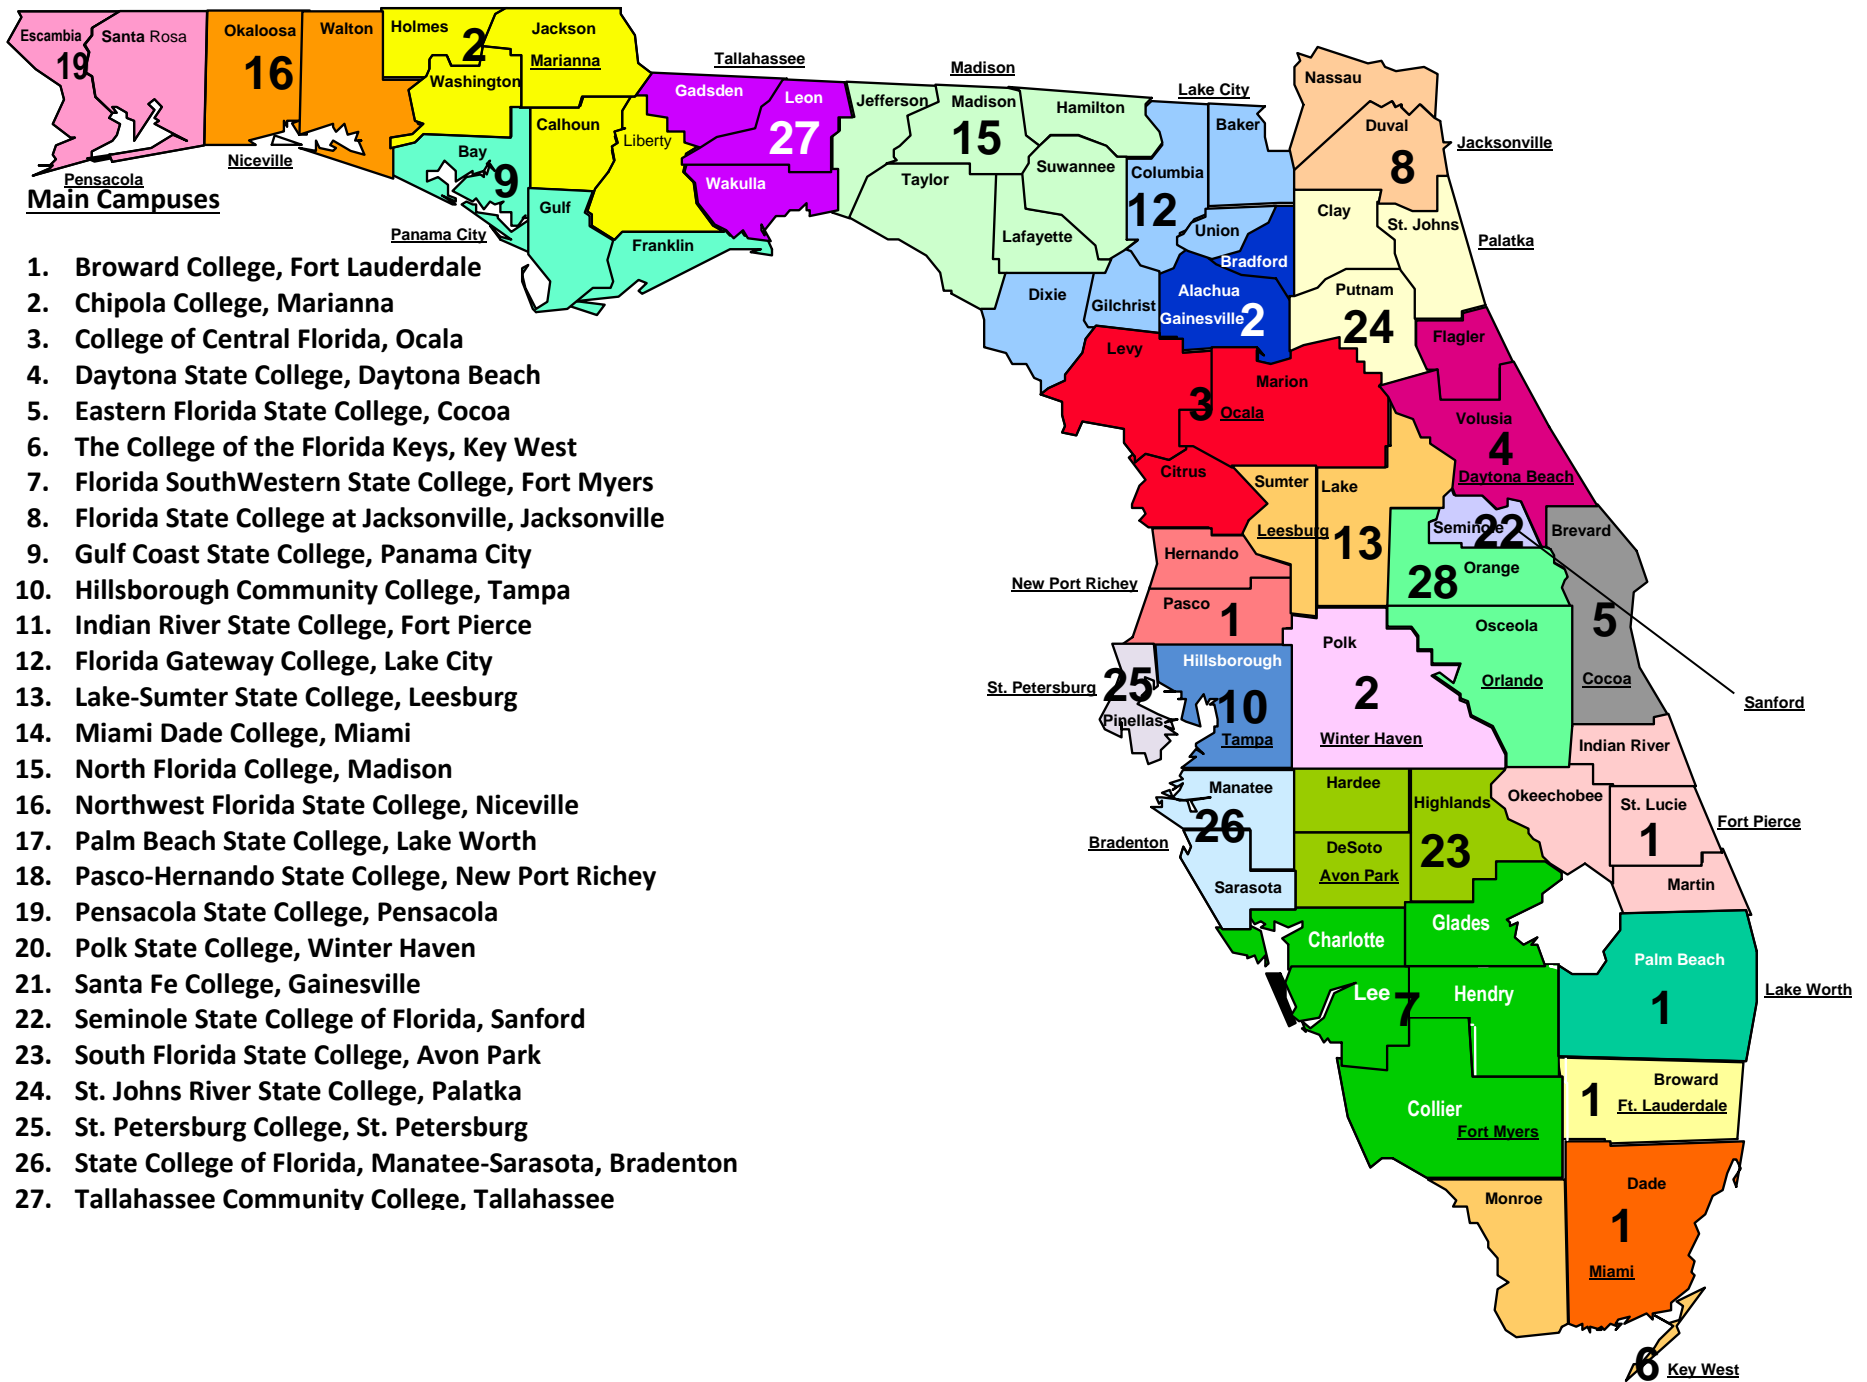 Escambia
19
Santa Rosa
Okaloosa
16
Walton
Holmes
2
Jackson
Marianna
Washington
Calhoun
Liberty
Bay
9
Gulf
Franklin
Pensacola
Niceville
Panama City
Tallahassee
Gadsden
Leon
27
Wakulla
Madison
Jefferson
Madison
15
Hamilton
Suwannee
Taylor
Lafayette
Lake City
Baker
Columbia
12
Union
Bradford
Dixie
Gilchrist
Alachua
Gainesville 2
Nassau
Duval
8
Jacksonville
Clay
St. Johns
Palatka
Putnam
24
Flagler
Levy
Marion
3
Ocala
Citrus
Volusia
4
Daytona Beach
Sumter
Lake
Leesburg
13
Seminole
22
Brevard
Orange
28
Hernando
New Port Richey
Pasco
1
Osceola
Orlando
5
Cocoa
Sanford
Polk
2
Winter Haven
Hillsborough
10
Tampa
St. Petersburg
25
Pinellas
Indian River
Okeechobee
St. Lucie
1
Fort Pierce
Martin
Manatee
26
Bradenton
Sarasota
Hardee
Highlands
23
DeSoto
Avon Park
Glades
Charlotte
Lee
7
Hendry
Collier
Fort Myers
Palm Beach
1
Lake Worth
Broward
1
Ft. Lauderdale
Monroe
Dade
1
Miami
6
Key West
Main Campuses
1. Broward College, Fort Lauderdale
2. Chipola College, Marianna
3. College of Central Florida, Ocala
4. Daytona State College, Daytona Beach
5. Eastern Florida State College, Cocoa
6. The College of the Florida Keys, Key West
7. Florida SouthWestern State College, Fort Myers
8. Florida State College at Jacksonville, Jacksonville
9. Gulf Coast State College, Panama City
10. Hillsborough Community College, Tampa
11. Indian River State College, Fort Pierce
12. Florida Gateway College, Lake City
13. Lake-Sumter State College, Leesburg
14. Miami Dade College, Miami
15. North Florida College, Madison
16. Northwest Florida State College, Niceville
17. Palm Beach State College, Lake Worth
18. Pasco-Hernando State College, New Port Richey
19. Pensacola State College, Pensacola
20. Polk State College, Winter Haven
21. Santa Fe College, Gainesville
22. Seminole State College of Florida, Sanford
23. South Florida State College, Avon Park
24. St. Johns River State College, Palatka
25. St. Petersburg College, St. Petersburg
26. State College of Florida, Manatee-Sarasota, Bradenton
27. Tallahassee Community College, Tallahassee